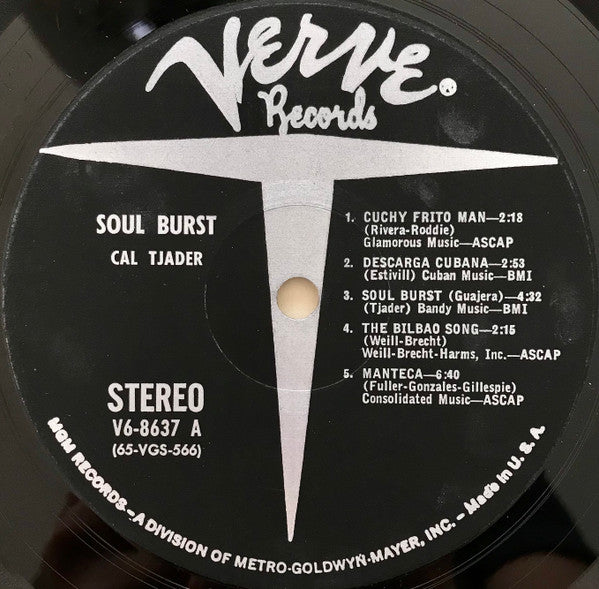 Verve®
Records
SOUL BURST
CAL TJADER
STEREO
V6-8637 A
(65-VGS-566)
1. CUCHY FRITO MAN—2:18
(Rivera-Roddie)
Glamorous Music—ASCAP
2. DESCARGA CUBANA—2:53
(Estivill) Cuban Music—BMI
3. SOUL BURST (Guajera)—4:32
(Tjader) Bandy Music—BMI
4. THE BILBAO SONG—2:15
(Weill-Brecht)
Weill-Brecht-Harms, Inc.—ASCAP
5. MANTECA—6:40
(Fuller-Gonzales-Gillespie)
Consolidated Music—ASCAP
MGM RECORDS—A DIVISION OF METRO-GOLDWYN-MAYER, INC. — Made in U. S. A.